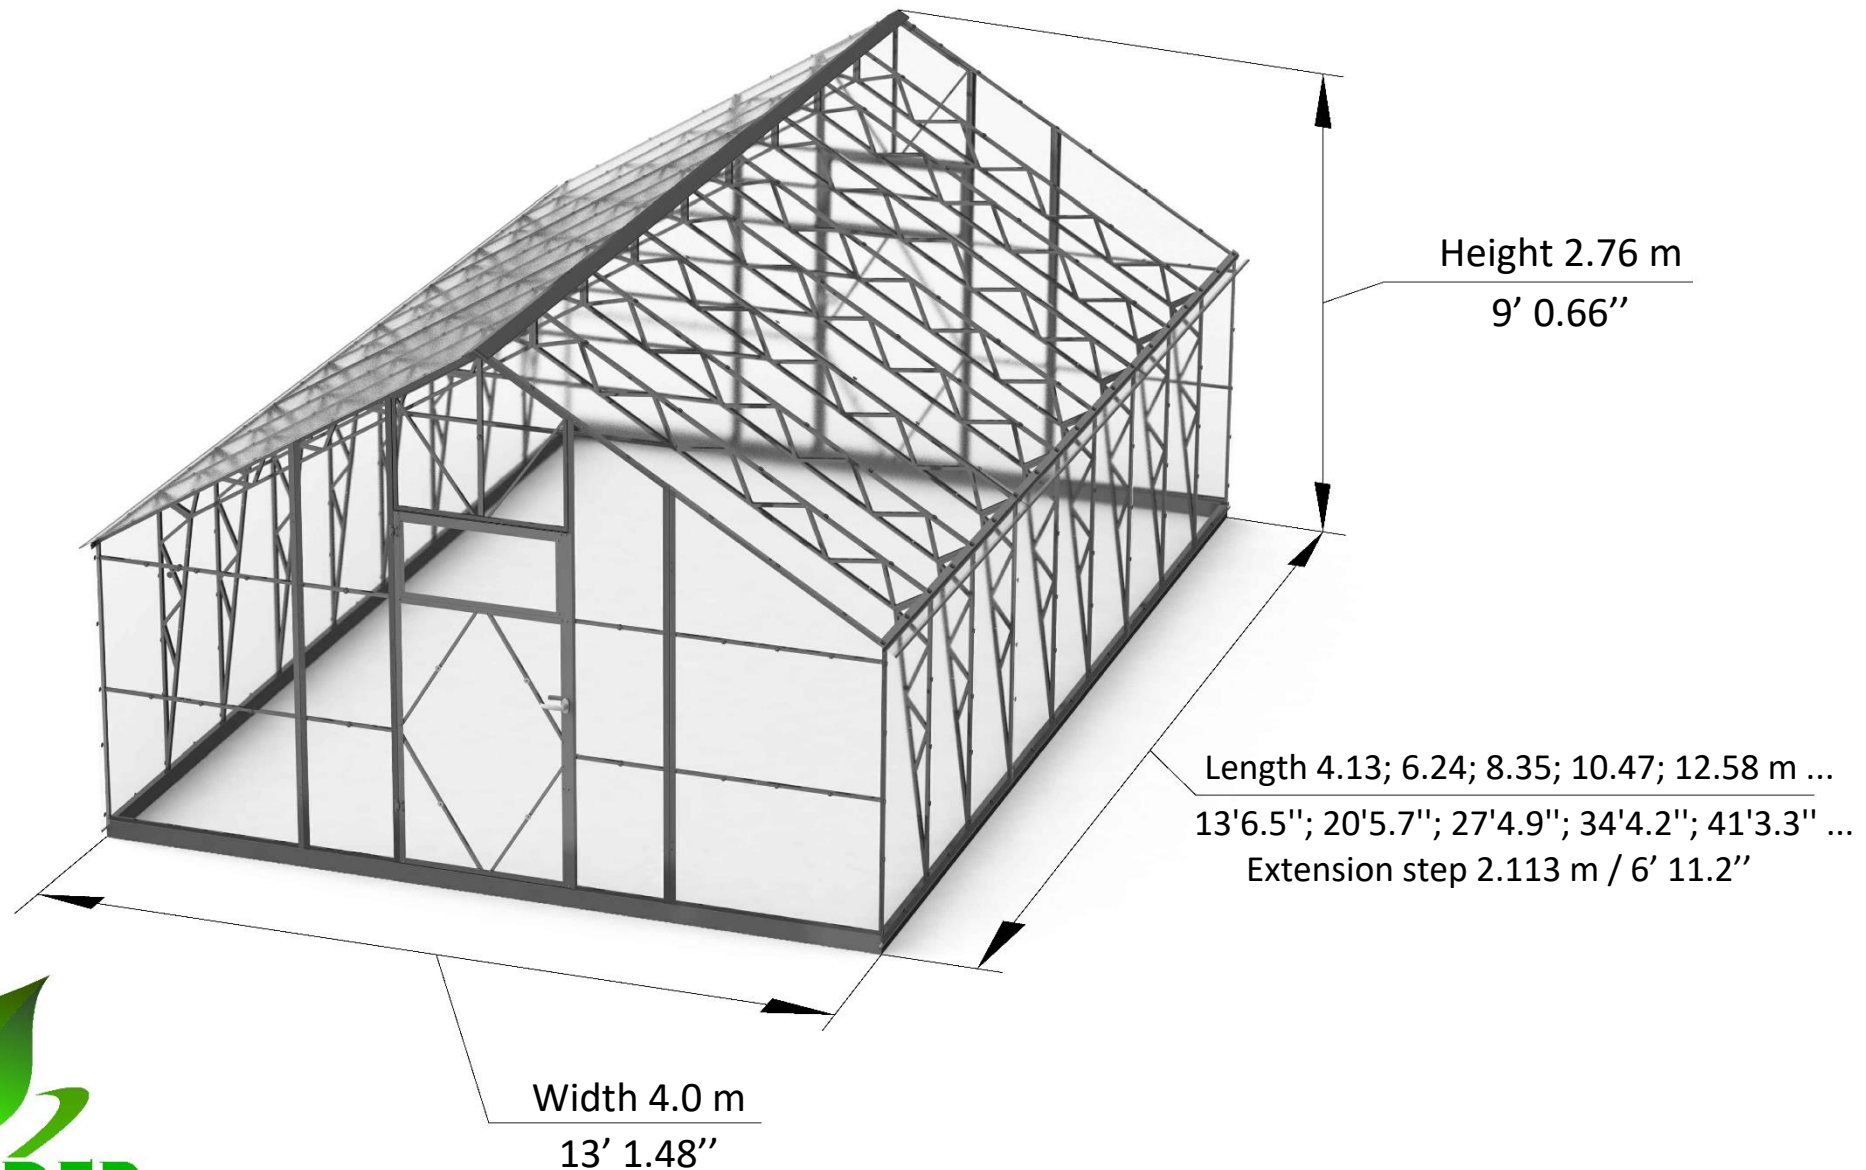 Height 2.76 m
9’ 0.66’’
Length 4.13; 6.24; 8.35; 10.47; 12.58 m ...
13'6.5''; 20'5.7''; 27'4.9''; 34'4.2''; 41'3.3'' ...
Extension step 2.113 m / 6’ 11.2’’
Width 4.0 m
13’ 1.48’’